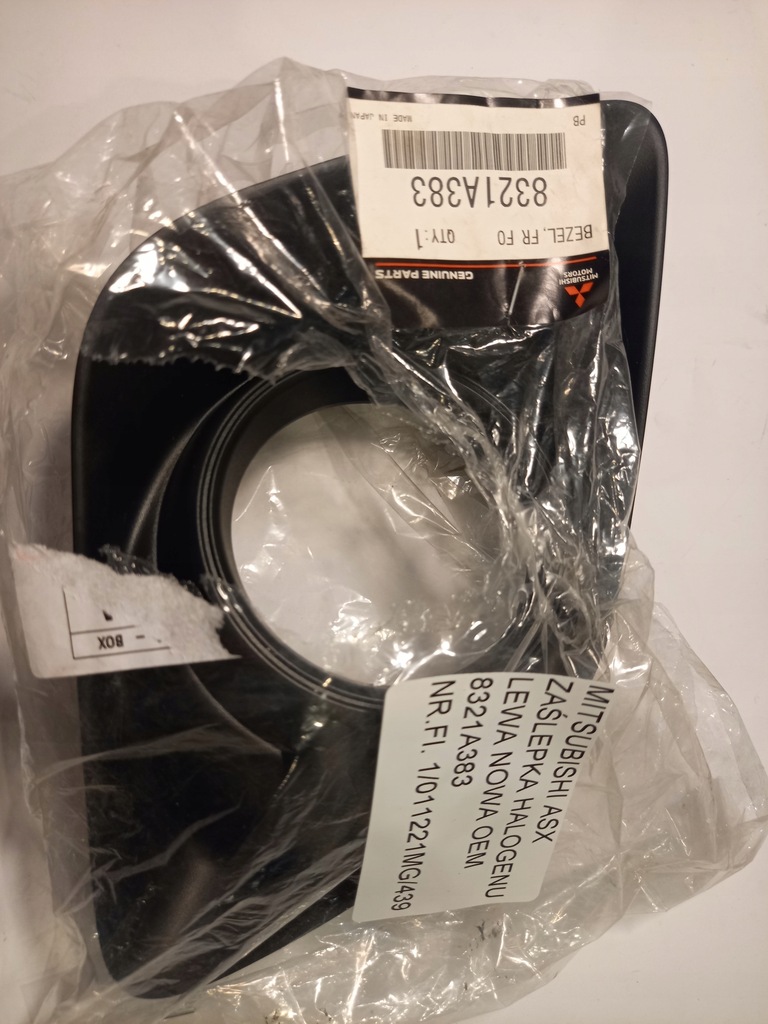 MITSUBISHI
MOTORS
GENUINE PARTS
BEZEL, FR FO
QTY:1
8321A383
MADE IN JAPAN
PB
BOX
MITSUBISHI ASX
ZAŚLEPKA HALOGENU
LEWA NOWA OEM
8321A383
NR.FI. 1/011221MG/439